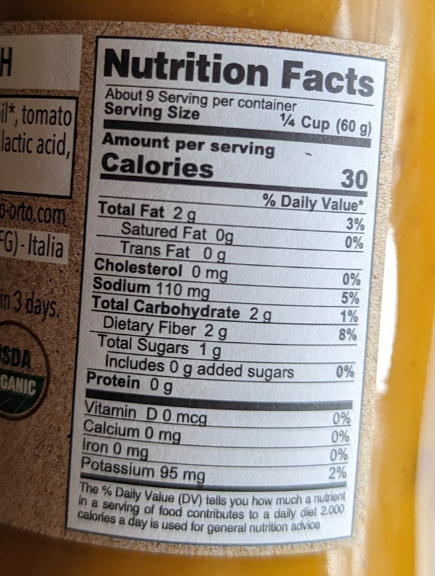 H
il*, tomato
lactic acid,
o-orto.com
FG) - Italia
in 3 days,
USDA
ORGANIC
Nutrition Facts
About 9 Serving per container
Serving Size ¼ Cup (60 g)
Amount per serving
Calories 30
% Daily Value*
Total Fat 2 g 3%
Satured Fat 0g 0%
Trans Fat 0 g
Cholesterol 0 mg 0%
Sodium 110 mg 5%
Total Carbohydrate 2 g 1%
Dietary Fiber 2 g 8%
Total Sugars 1 g
Includes 0 g added sugars 0%
Protein 0 g
Vitamin D 0 mcg 0%
Calcium 0 mg 0%
Iron 0 mg 0%
Potassium 95 mg 2%
The % Daily Value (DV) tells you how much a nutrient
in a serving of food contributes to a daily diet 2.000
calories a day is used for general nutrition advice